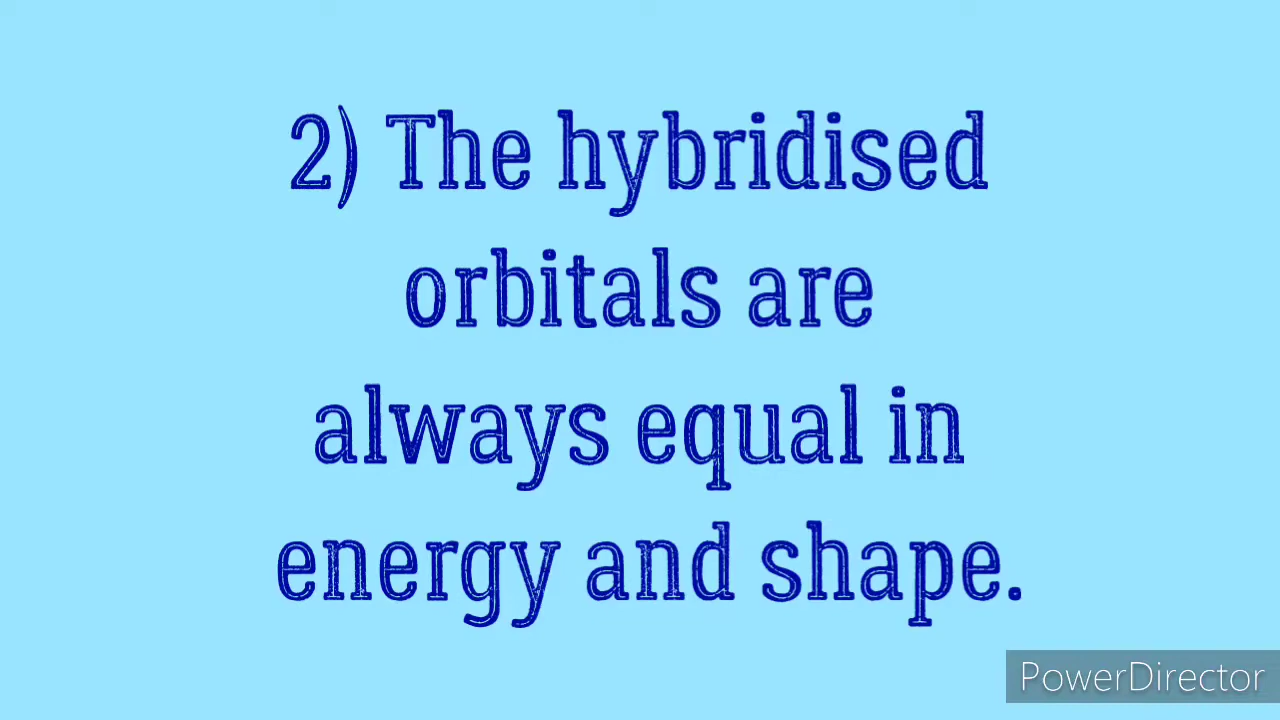 2) The hybridised
orbitals are
always equal in
energy and shape.
PowerDirector